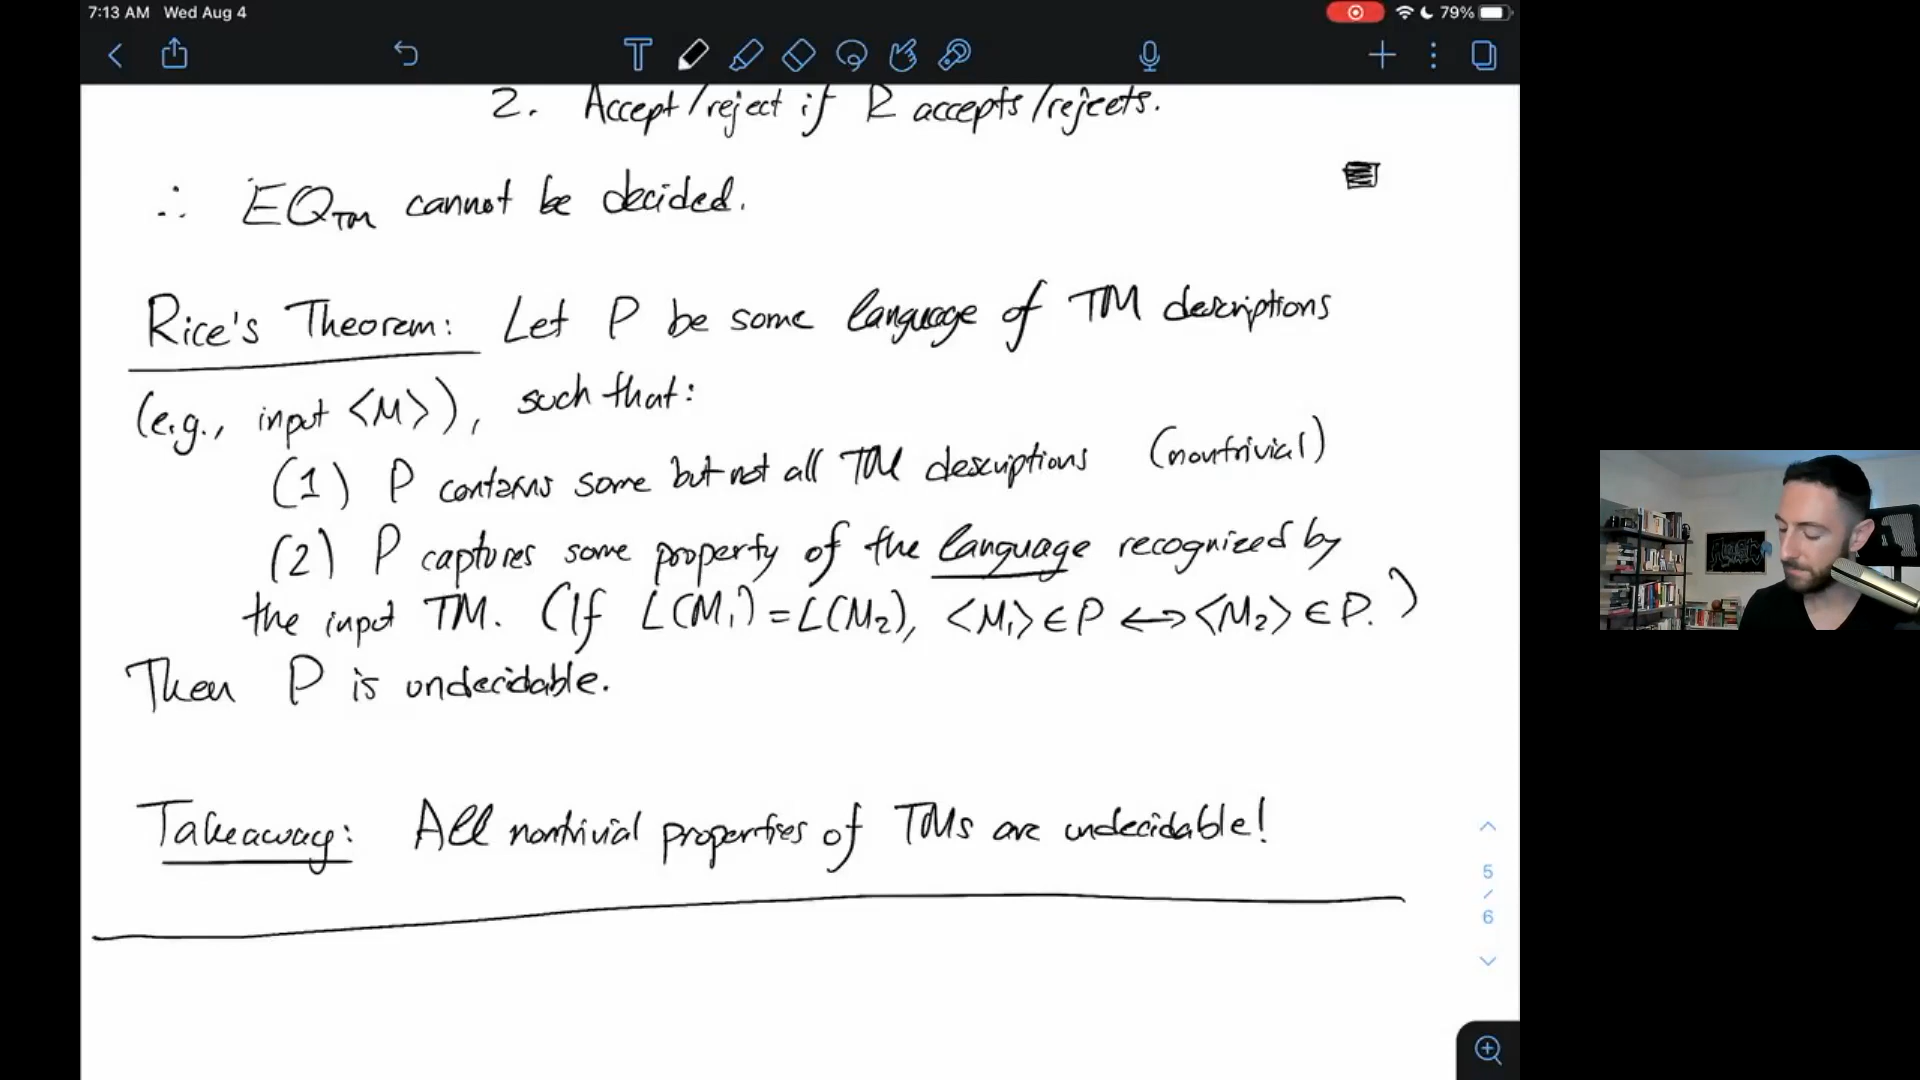 7:13 AM Wed Aug 4
79%
2. Accept/reject if R accepts/rejects.
∴ EQ_TM cannot be decided.
Rice's Theorem: Let P be some language of TM descriptions
(e.g., input <M>), such that:
(1) P contains some but not all TM descriptions (nontrivial)
(2) P captures some property of the language recognized by
the input TM. (If L(M₁) = L(M₂), <M₁> ∈ P ↔ <M₂> ∈ P.)
Then P is undecidable.
Takeaway: All nontrivial properties of TMs are undecidable!
5
/
6